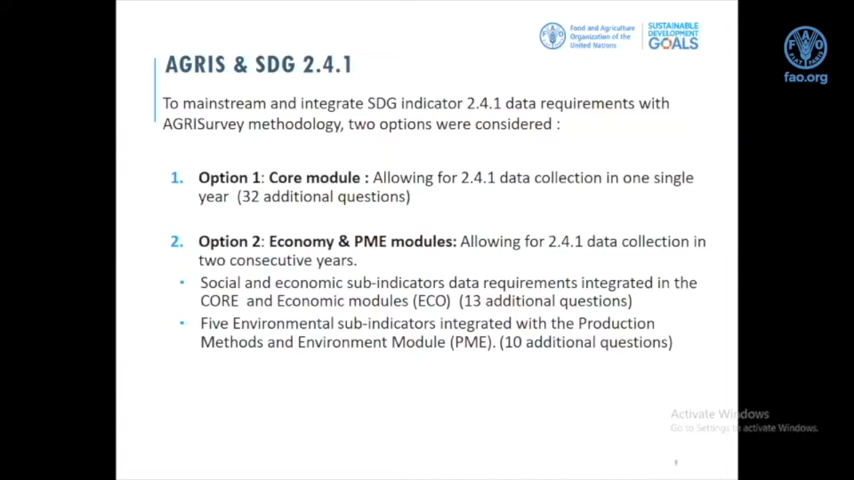 Food and Agriculture
Organization of the
United Nations
SUSTAINABLE
DEVELOPMENT
GOALS
FAO
FIAT PANIS
fao.org
AGRIS & SDG 2.4.1
To mainstream and integrate SDG indicator 2.4.1 data requirements with
AGRISurvey methodology, two options were considered :
1. Option 1: Core module : Allowing for 2.4.1 data collection in one single
year (32 additional questions)
2. Option 2: Economy & PME modules: Allowing for 2.4.1 data collection in
two consecutive years.
Social and economic sub-indicators data requirements integrated in the
CORE and Economic modules (ECO) (13 additional questions)
Five Environmental sub-indicators integrated with the Production
Methods and Environment Module (PME). (10 additional questions)
Activate Windows
Go to Settings to activate Windows.